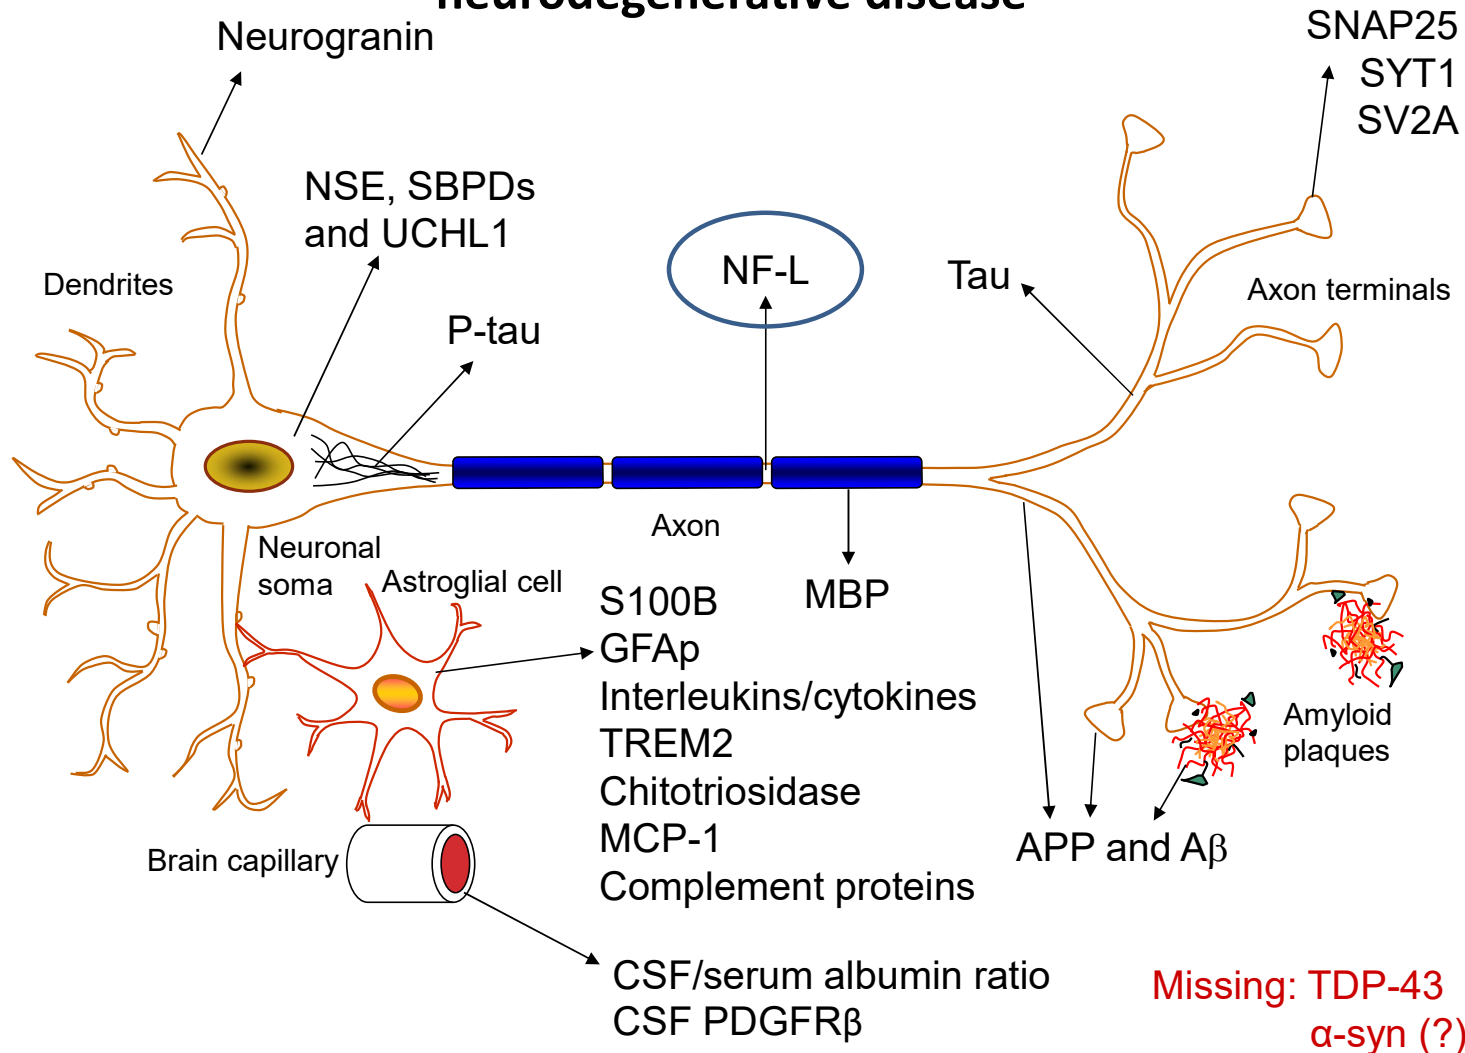 neurodegenerative disease
Neurogranin
SNAP25
SYT1
SV2A
NSE, SBPDs
and UCHL1
NF-L
Tau
Dendrites
Axon terminals
P-tau
Axon
Neuronal
soma
Astroglial cell
MBP
S100B
GFAp
Interleukins/cytokines
TREM2
Chitotriosidase
MCP-1
Complement proteins
Amyloid
plaques
APP and Aβ
Brain capillary
CSF/serum albumin ratio
CSF PDGFRβ
Missing: TDP-43
α-syn (?)